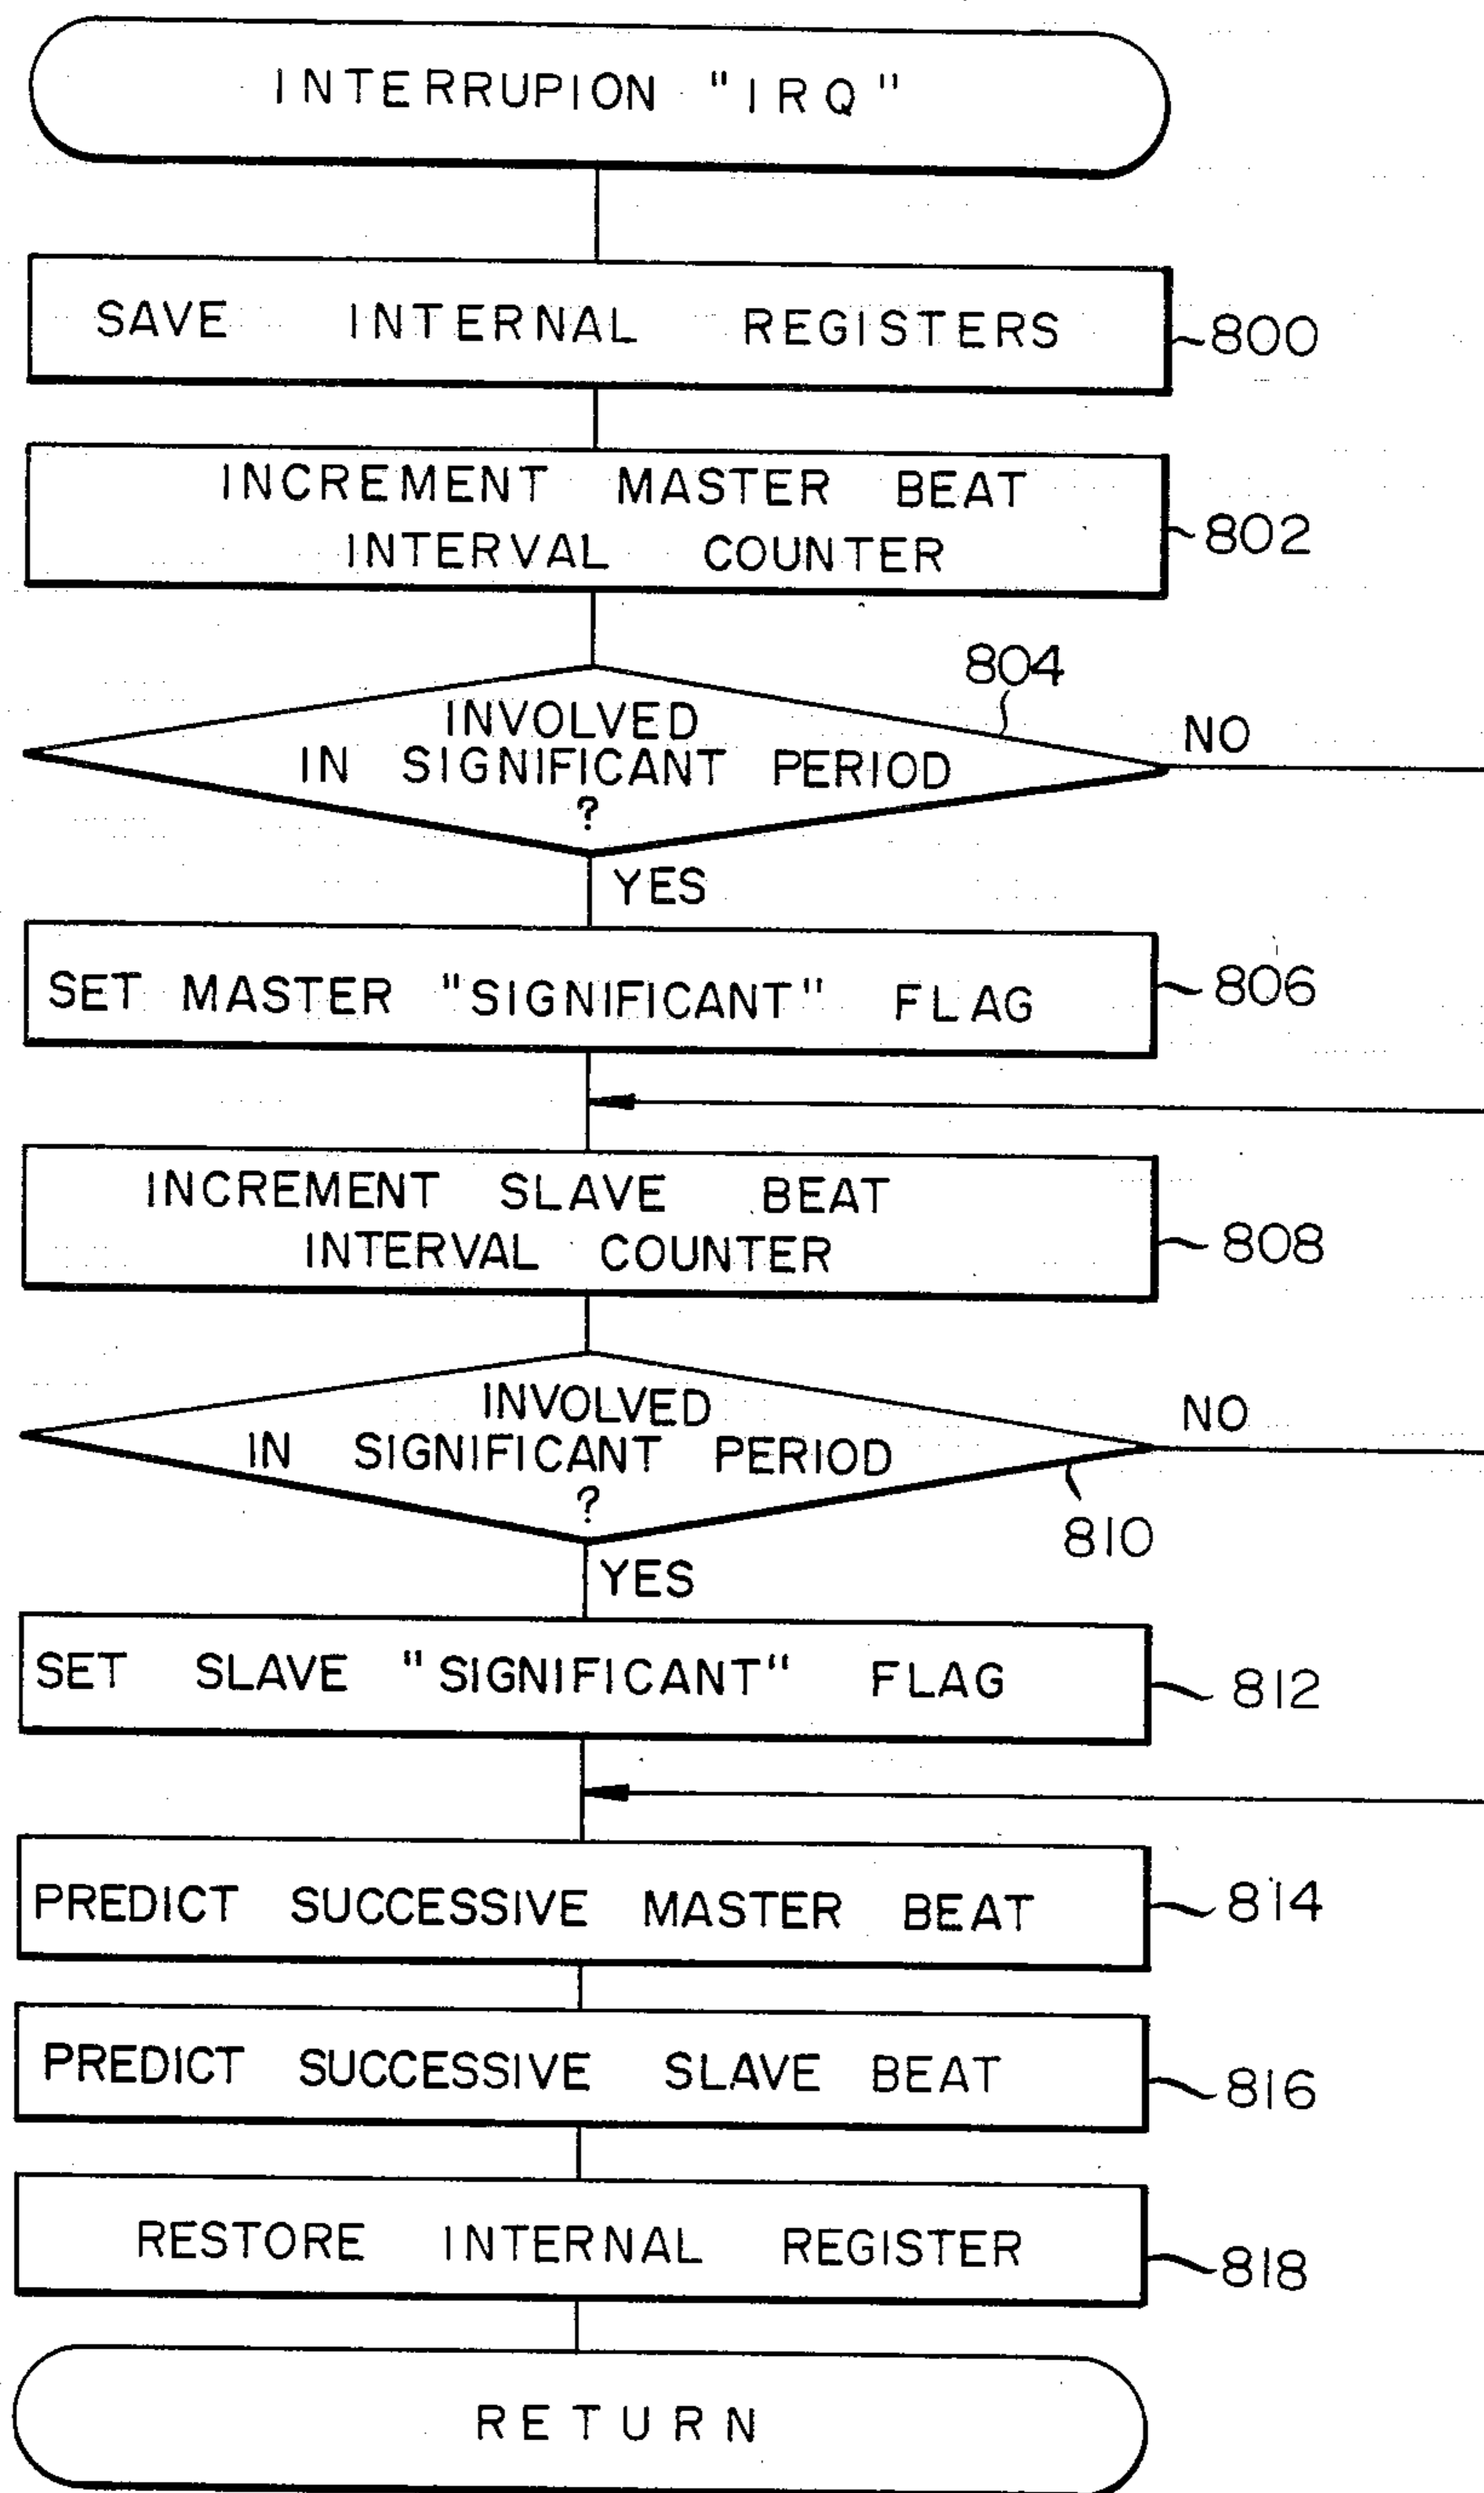 INTERRUPION "IRQ"
SAVE INTERNAL REGISTERS
800
INCREMENT MASTER BEAT
INTERVAL COUNTER
802
804
INVOLVED
IN SIGNIFICANT PERIOD
?
NO
YES
SET MASTER "SIGNIFICANT" FLAG
806
INCREMENT SLAVE BEAT
INTERVAL COUNTER
808
INVOLVED
IN SIGNIFICANT PERIOD
?
NO
810
YES
SET SLAVE "SIGNIFICANT" FLAG
812
PREDICT SUCCESSIVE MASTER BEAT
814
PREDICT SUCCESSIVE SLAVE BEAT
816
RESTORE INTERNAL REGISTER
818
RETURN